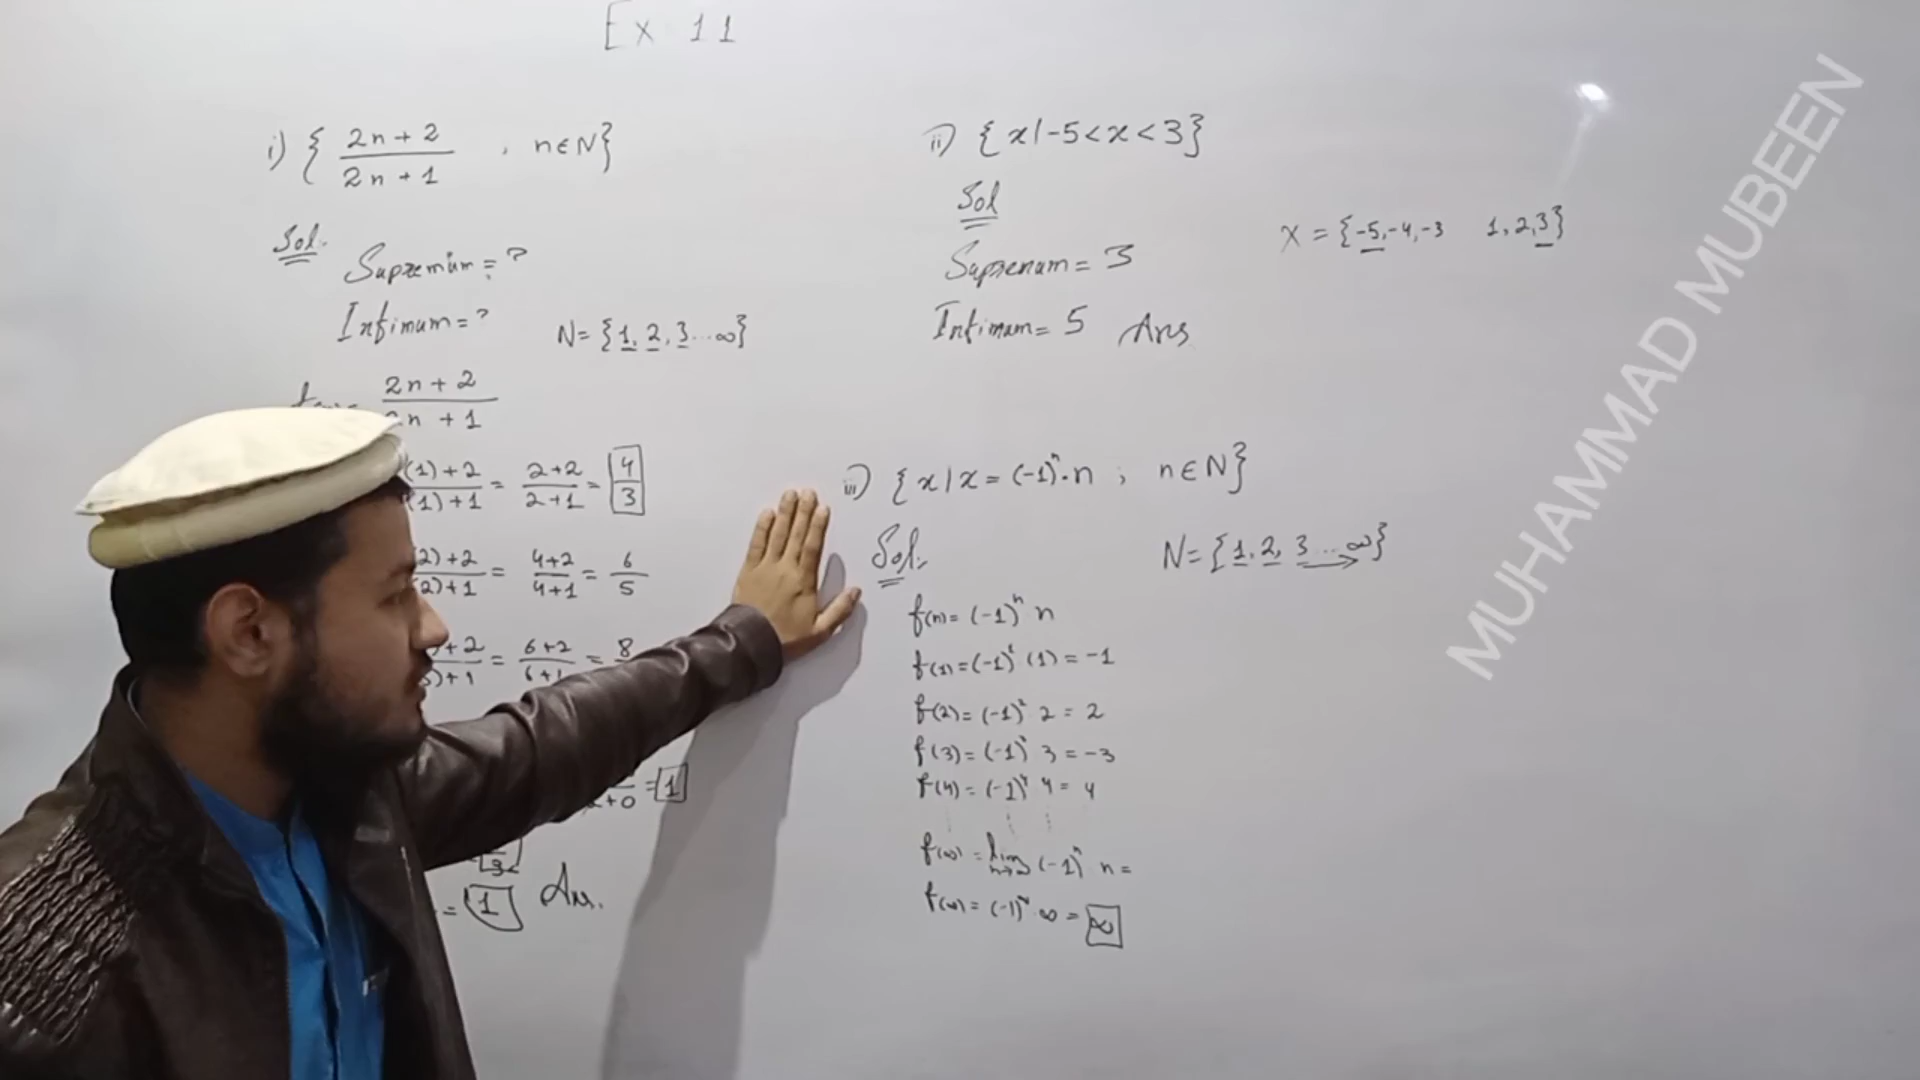 Ex 11
i) { 2n+2 / 2n+1 , n∈N}
Sol.
Supremum = ?
Infimum = ?
N = {1, 2, 3 ... ∞}
2n+2 / 2n +1
(1)+2 / (1)+1 = 2+2 / 2+1 = 4/3
(2)+2 / (2)+1 = 4+2 / 4+1 = 6/5
+2 / )+1 = 6+2 / 6+1 = 8
2+0 = 1
3
= 1 Ans.
ii) {x|-5<x<3}
Sol
Supremum = 3
Infimum = 5 Ans
X = {-5,-4,-3 1,2,3}
iii) {x|x = (-1)ⁿ·n ; n∈N}
Sol.
N = {1, 2, 3 ... ∞}
f(n) = (-1)ⁿ n
f(1) = (-1)¹ (1) = -1
f(2) = (-1)² 2 = 2
f(3) = (-1)³ 3 = -3
f(4) = (-1)⁴ 4 = 4
f(∞) = lim n→∞ (-1)ⁿ n =
f(∞) = (-1) ∞ = ∞
MUHAMMAD MUBEEN